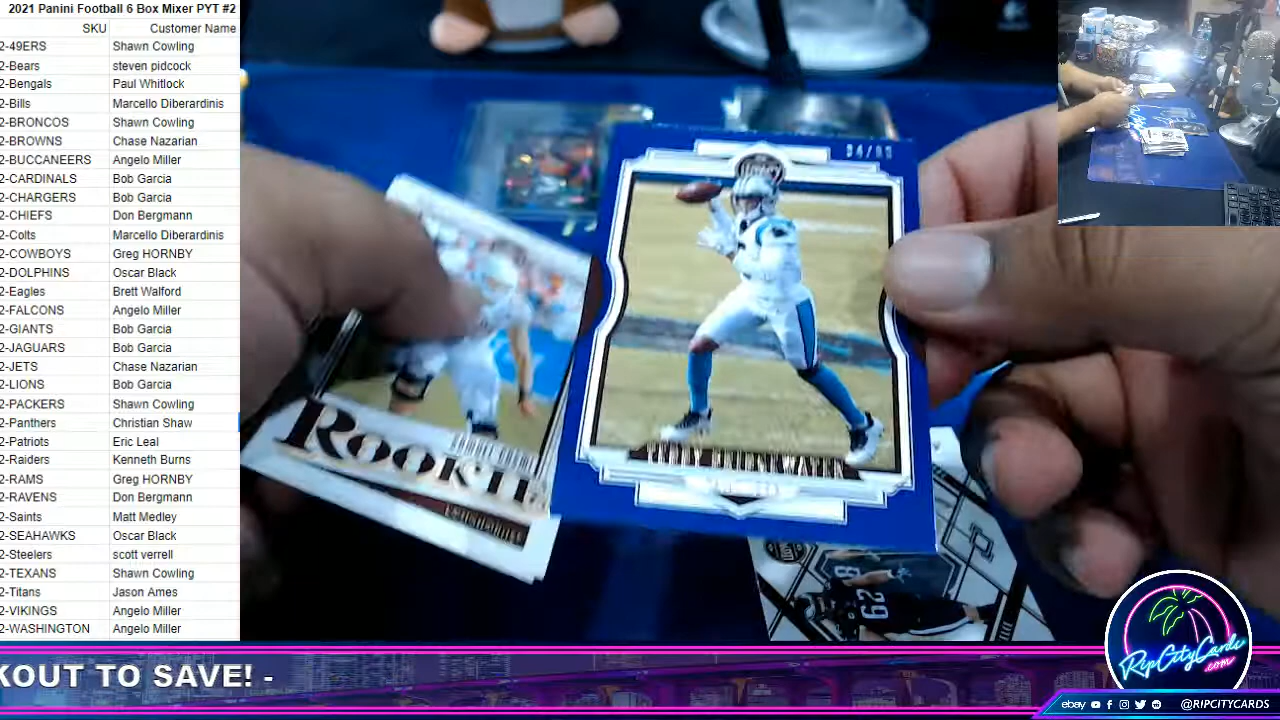 2021 Panini Football 6 Box Mixer PYT #2
SKU Customer Name
2-49ERS Shawn Cowling
2-Bears steven pidcock
2-Bengals Paul Whitlock
2-Bills Marcello Diberardinis
2-BRONCOS Shawn Cowling
2-BROWNS Chase Nazarian
2-BUCCANEERS Angelo Miller
2-CARDINALS Bob Garcia
2-CHARGERS Bob Garcia
2-CHIEFS Don Bergmann
2-Colts Marcello Diberardinis
2-COWBOYS Greg HORNBY
2-DOLPHINS Oscar Black
2-Eagles Brett Walford
2-FALCONS Angelo Miller
2-GIANTS Bob Garcia
2-JAGUARS Bob Garcia
2-JETS Chase Nazarian
2-LIONS Bob Garcia
2-PACKERS Shawn Cowling
2-Panthers Christian Shaw
2-Patriots Eric Leal
2-Raiders Kenneth Burns
2-RAMS Greg HORNBY
2-RAVENS Don Bergmann
2-Saints Matt Medley
2-SEAHAWKS Oscar Black
2-Steelers scott verrell
2-TEXANS Shawn Cowling
2-Titans Jason Ames
2-VIKINGS Angelo Miller
2-WASHINGTON Angelo Miller
TEDDY BRIDGEWATER
ROOKIE
29
KOUT TO SAVE! -
RipCityCards
.com
ebay @RIPCITYCARDS